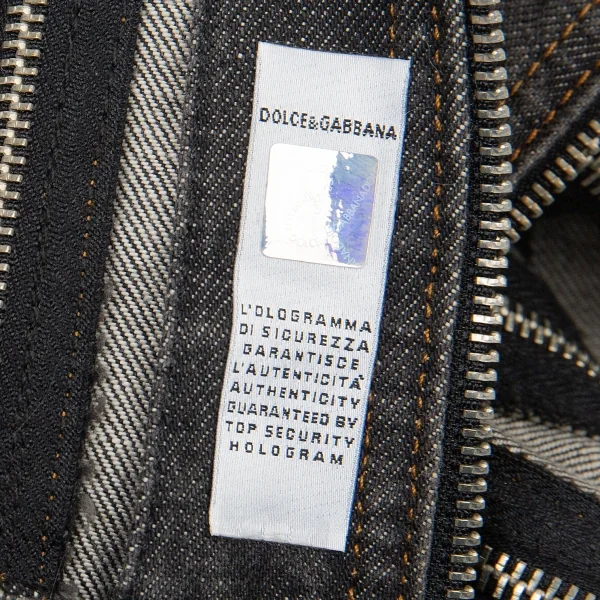 DOLCE&GABBANA
L'OLOGRAMMA
DI SICUREZZA
GARANTISCE
L'AUTENTICITÀ
AUTHENTICITY
GUARANTEED BY
TOP SECURITY
HOLOGRAM